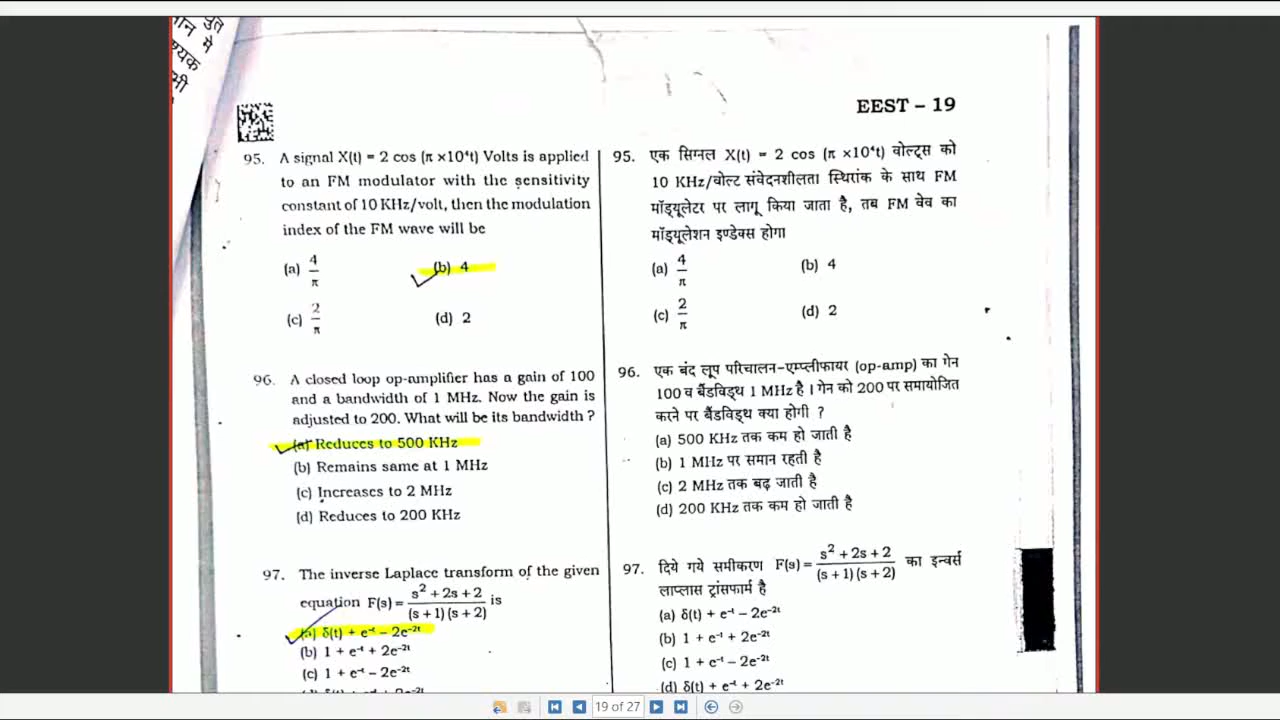 EEST – 19
95. A signal X(t) = 2 cos (π ×10⁴t) Volts is applied
to an FM modulator with the sensitivity
constant of 10 KHz/volt, then the modulation
index of the FM wave will be
(a) 4/π (b) 4
(c) 2/π (d) 2
96. A closed loop op-amplifier has a gain of 100
and a bandwidth of 1 MHz. Now the gain is
adjusted to 200. What will be its bandwidth ?
(a) Reduces to 500 KHz
(b) Remains same at 1 MHz
(c) Increases to 2 MHz
(d) Reduces to 200 KHz
97. The inverse Laplace transform of the given
equation F(s) = (s² + 2s + 2)/((s + 1) (s + 2)) is
(a) δ(t) + e⁻ᵗ – 2e⁻²ᵗ
(b) 1 + e⁻ᵗ + 2e⁻²ᵗ
(c) 1 + e⁻ᵗ – 2e⁻²ᵗ
95. एक सिग्नल X(t) = 2 cos (π ×10⁴t) वोल्ट्स को
10 KHz/वोल्ट संवेदनशीलता स्थिरांक के साथ FM
मॉड्यूलेटर पर लागू किया जाता है, तब FM वेव का
मॉड्यूलेशन इण्डेक्स होगा
(a) 4/π (b) 4
(c) 2/π (d) 2
96. एक बंद लूप परिचालन-एम्प्लीफायर (op-amp) का गेन
100 व बैंडविड्थ 1 MHz है । गेन को 200 पर समायोजित
करने पर बैंडविड्थ क्या होगी ?
(a) 500 KHz तक कम हो जाती है
(b) 1 MHz पर समान रहती है
(c) 2 MHz तक बढ़ जाती है
(d) 200 KHz तक कम हो जाती है
97. दिये गये समीकरण F(s) = (s² + 2s + 2)/((s + 1) (s + 2)) का इन्वर्स
लाप्लास ट्रांसफार्म है
(a) δ(t) + e⁻ᵗ – 2e⁻²ᵗ
(b) 1 + e⁻ᵗ + 2e⁻²ᵗ
(c) 1 + e⁻ᵗ – 2e⁻²ᵗ
(d) δ(t) + e⁻ᵗ + 2e⁻²ᵗ
19 of 27